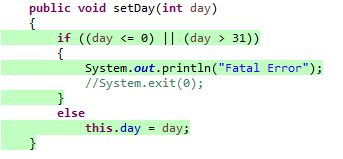 public void setDay(int day)
{
if ((day <= 0) || (day > 31))
{
System.out.println("Fatal Error");
//System.exit(0);
}
else
this.day = day;
}